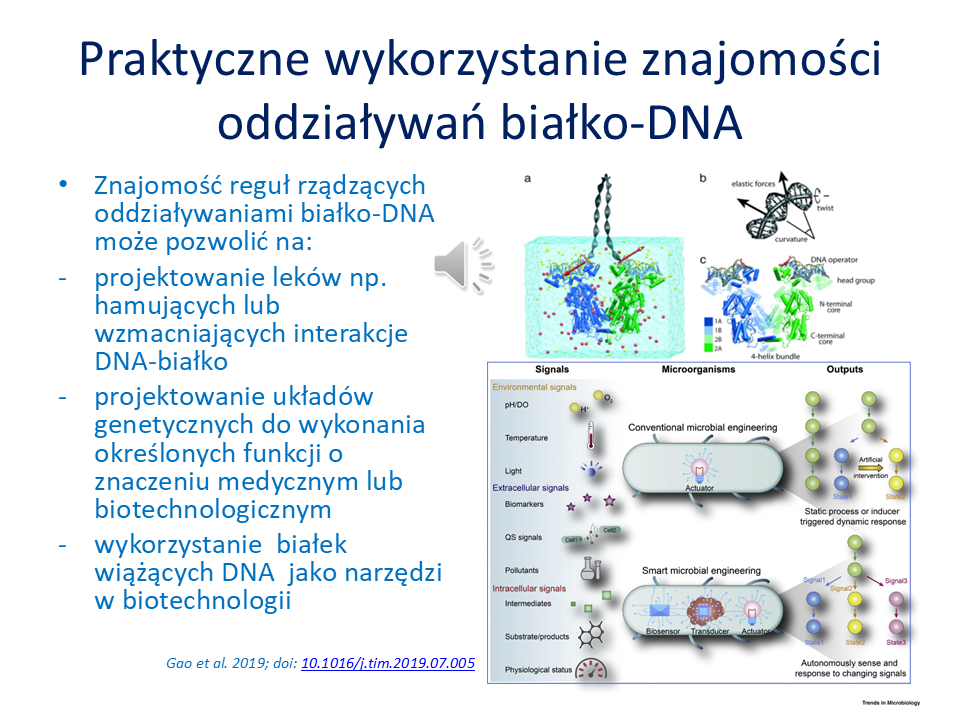 Praktyczne wykorzystanie znajomości
oddziaływań białko-DNA
• Znajomość reguł rządzących
oddziaływaniami białko-DNA
może pozwolić na:
- projektowanie leków np.
hamujących lub
wzmacniających interakcje
DNA-białko
- projektowanie układów
genetycznych do wykonania
określonych funkcji o
znaczeniu medycznym lub
biotechnologicznym
- wykorzystanie białek
wiążących DNA jako narzędzi
w biotechnologii
Gao et al. 2019; doi: 10.1016/j.tim.2019.07.005
a
b
elastic forces
twist
curvature
c
DNA operator
head group
N-terminal
core
C-terminal
core
4-helix bundle
1A
1B
2B
2A
Signals
Microorganisms
Outputs
Environmental signals
pH/DO
H+
O2
Temperature
Light
Extracellular signals
Biomarkers
QS signals
Cell1
Cell2
Pollutants
Intracellular signals
Intermediates
Substrate/products
Physiological status
Conventional microbial engineering
Actuator
Artificial
intervention
State1
State2
Static process or inducer
triggered dynamic response
Smart microbial engineering
Biosensor
Transducer
Actuator
Signal1
Signal2
Signal3
State1
State2
State3
Autonomously sense and
response to changing signals
Trends in Microbiology